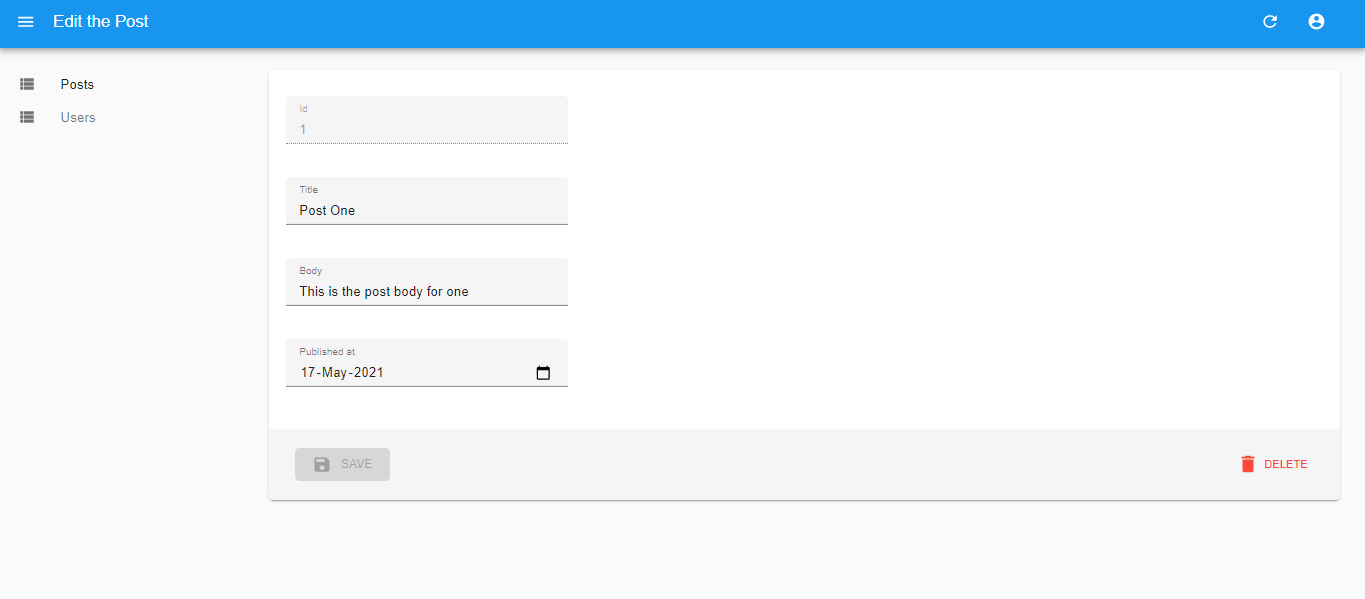 Edit the Post
Posts
Users
Id
1
Title
Post One
Body
This is the post body for one
Published at
17-May-2021
SAVE
DELETE